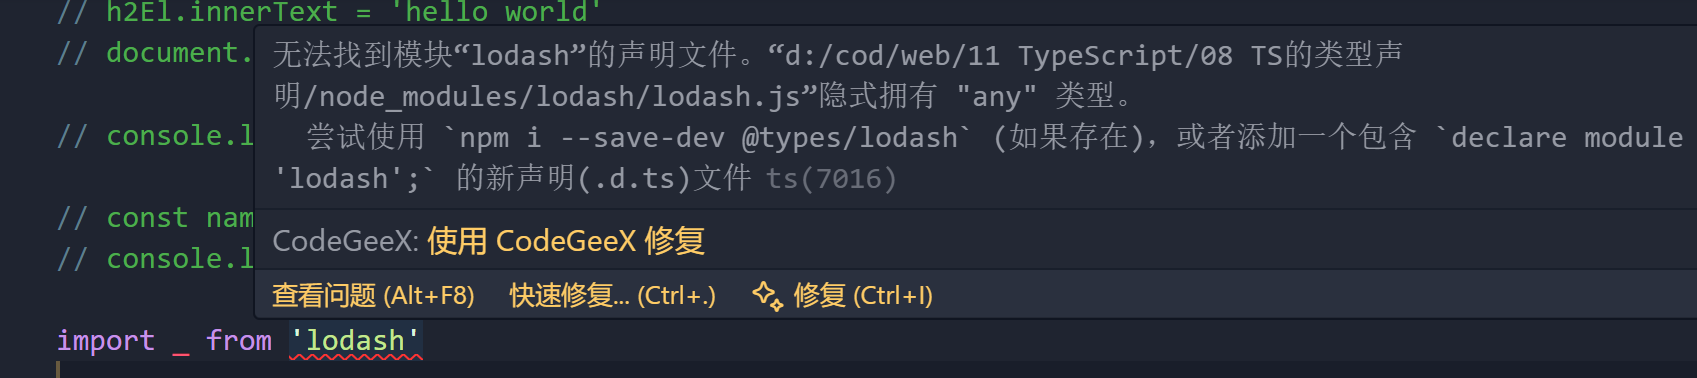 // h2El.innerText = 'hello world'
// document.
无法找到模块“lodash”的声明文件。“d:/cod/web/11 TypeScript/08 TS的类型声
明/node_modules/lodash/lodash.js”隐式拥有 "any" 类型。
// console.l
尝试使用 `npm i --save-dev @types/lodash` (如果存在)，或者添加一个包含 `declare module
'lodash';` 的新声明(.d.ts)文件 ts(7016)
// const nam
CodeGeeX: 使用 CodeGeeX 修复
// console.l
查看问题 (Alt+F8) 快速修复... (Ctrl+.) 修复 (Ctrl+I)
import _ from 'lodash'